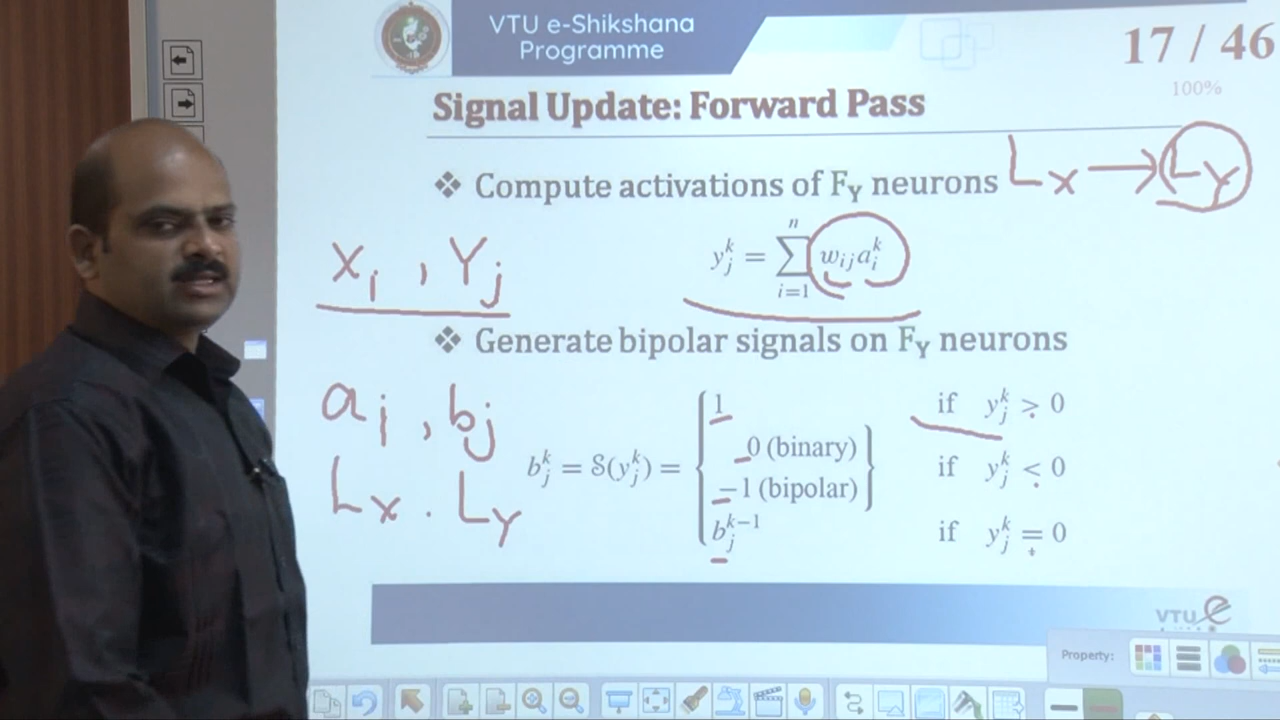 VTU e-Shikshana
Programme
17 / 46
100%
Signal Update: Forward Pass
❖ Compute activations of F_Y neurons
L_X → L_Y
y_j^k = ∑_{i=1}^{n} w_{ij} a_i^k
X_i , Y_j
❖ Generate bipolar signals on F_Y neurons
a_i , b_j
L_X . L_Y
b_j^k = S(y_j^k) =
1 if y_j^k > 0
0 (binary)
−1 (bipolar) if y_j^k < 0
b_j^{k−1} if y_j^k = 0
VTU e
Property: